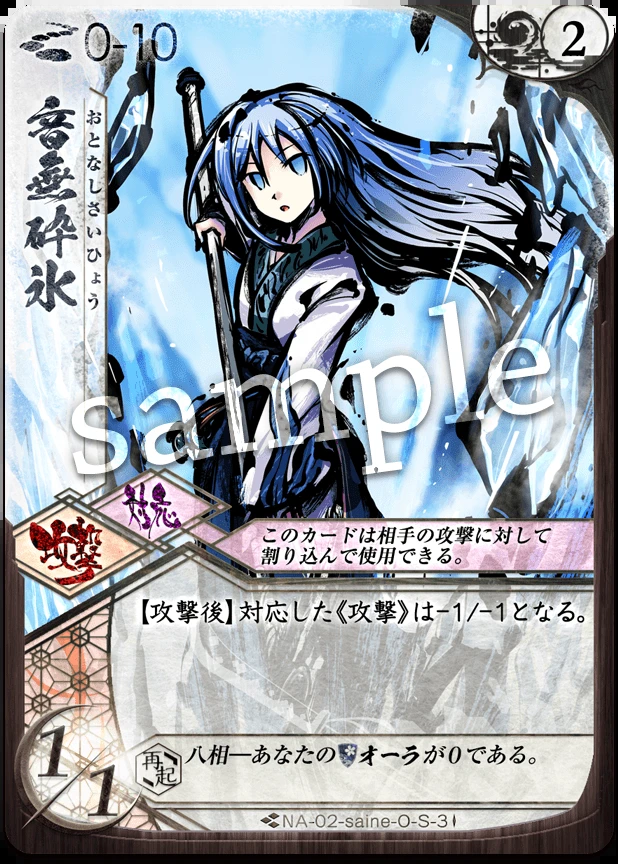 0-10
2
音無砕氷
おとなしさいひょう
sample
攻撃
対応
このカードは相手の攻撃に対して
割り込んで使用できる。
【攻撃後】対応した《攻撃》は-1/-1となる。
1/1
再起
八相―あなたのオーラが0である。
NA-02-saine-O-S-3